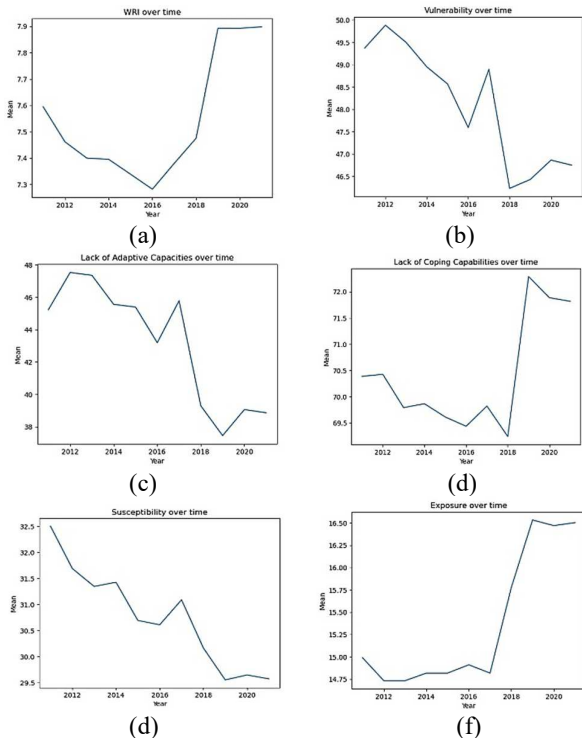 WRI over time
7.9
7.8
7.7
7.6
7.5
7.4
7.3
Mean
2012 2014 2016 2018 2020
Year
(a)
Vulnerability over time
50.0
49.5
49.0
48.5
48.0
47.5
47.0
46.5
Mean
2012 2014 2016 2018 2020
Year
(b)
Lack of Adaptive Capacities over time
48
46
44
42
40
38
Mean
2012 2014 2016 2018 2020
Year
(c)
Lack of Coping Capabilities over time
72.0
71.5
71.0
70.5
70.0
69.5
Mean
2012 2014 2016 2018 2020
Year
(d)
Susceptibility over time
32.5
32.0
31.5
31.0
30.5
30.0
29.5
Mean
2012 2014 2016 2018 2020
Year
(d)
Exposure over time
16.50
16.25
16.00
15.75
15.50
15.25
15.00
14.75
Mean
2012 2014 2016 2018 2020
Year
(f)